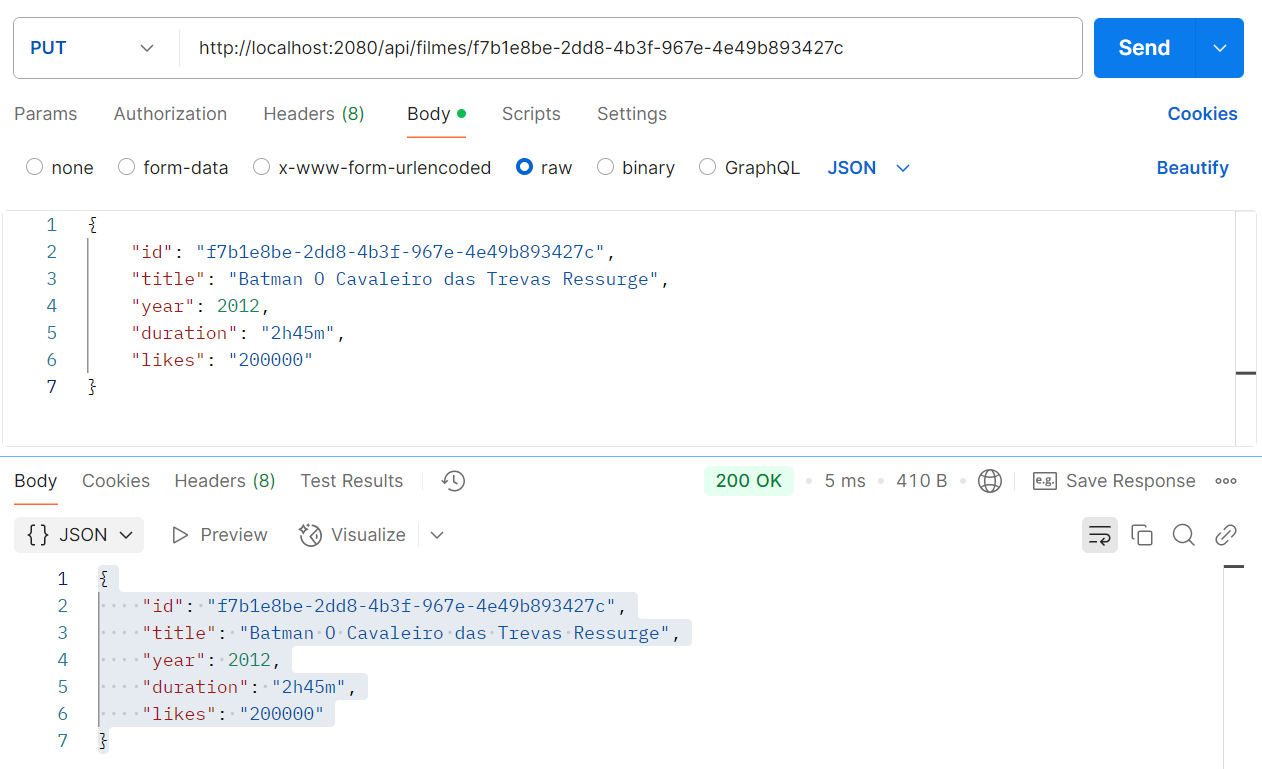 PUT http://localhost:2080/api/filmes/f7b1e8be-2dd8-4b3f-967e-4e49b893427c Send
Params Authorization Headers (8) Body Scripts Settings Cookies
none form-data x-www-form-urlencoded raw binary GraphQL JSON Beautify
1 {
2 "id": "f7b1e8be-2dd8-4b3f-967e-4e49b893427c",
3 "title": "Batman O Cavaleiro das Trevas Ressurge",
4 "year": 2012,
5 "duration": "2h45m",
6 "likes": "200000"
7 }
Body Cookies Headers (8) Test Results 200 OK 5 ms 410 B e.g. Save Response
{} JSON Preview Visualize
1 {
2 "id": "f7b1e8be-2dd8-4b3f-967e-4e49b893427c",
3 "title": "Batman O Cavaleiro das Trevas Ressurge",
4 "year": 2012,
5 "duration": "2h45m",
6 "likes": "200000"
7 }